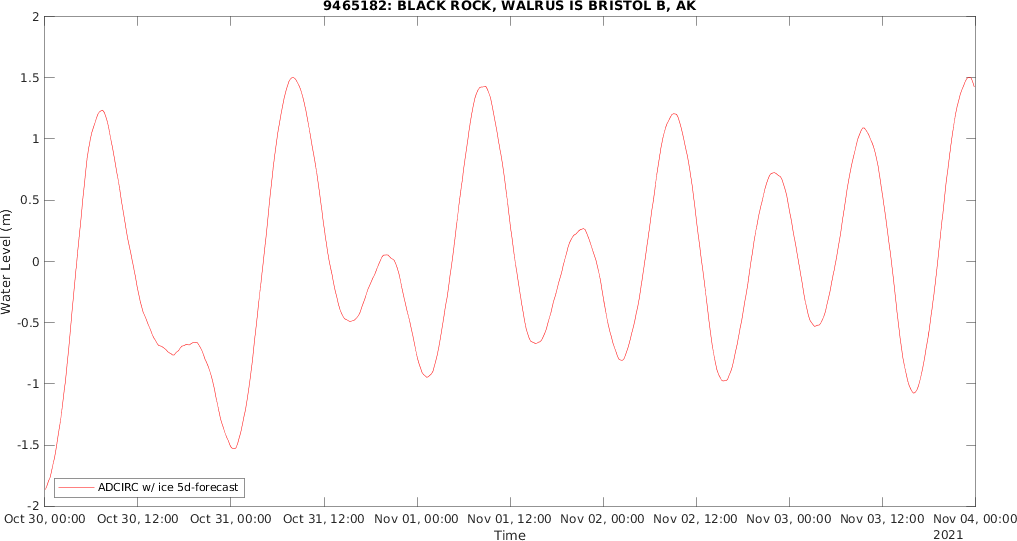 9465182: BLACK ROCK, WALRUS IS BRISTOL B, AK
Water Level (m)
2
1.5
1
0.5
0
-0.5
-1
-1.5
-2
ADCIRC w/ ice 5d-forecast
Oct 30, 00:00 Oct 30, 12:00 Oct 31, 00:00 Oct 31, 12:00 Nov 01, 00:00 Nov 01, 12:00 Nov 02, 00:00 Nov 02, 12:00 Nov 03, 00:00 Nov 03, 12:00 Nov 04, 00:00
Time
2021